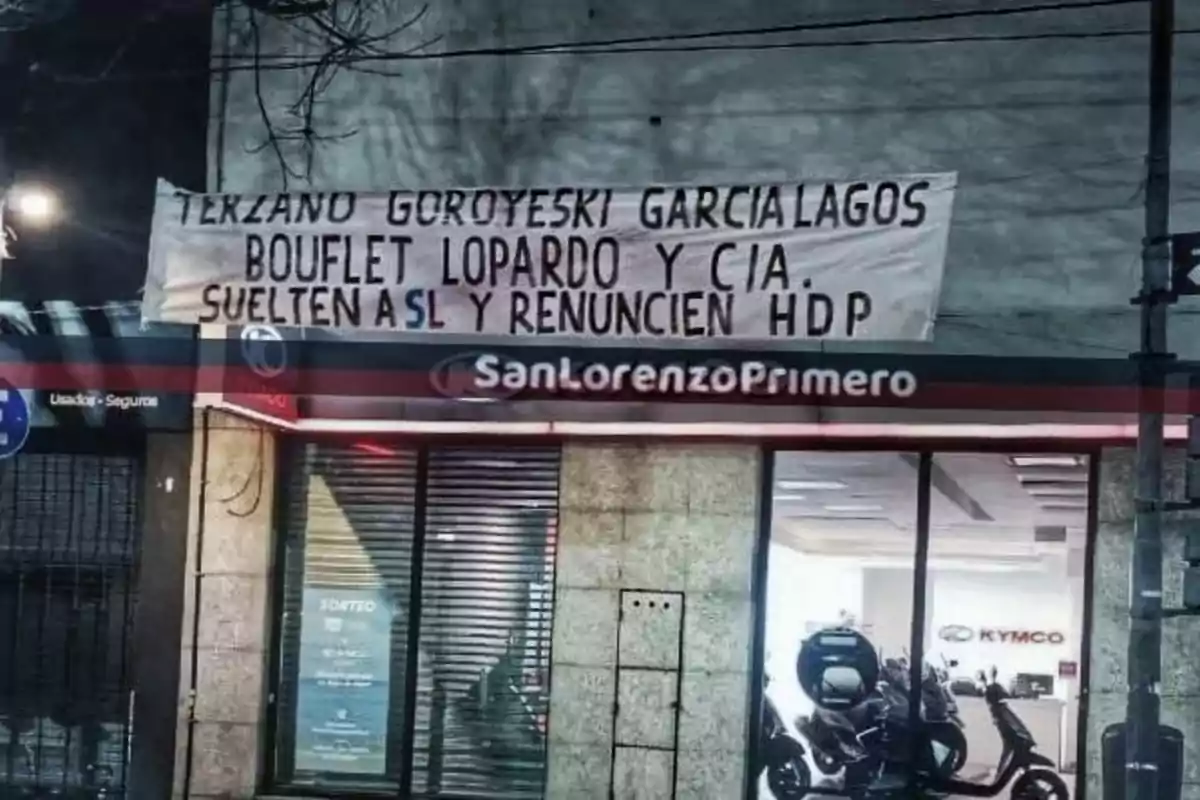 TERZANO GOROYESKI GARCIA LAGOS
BOUFLET LOPARDO Y CIA.
SUELTEN A SL Y RENUNCIEN HDP
SanLorenzoPrimero
Usados - Seguros
SORTEO
KYMCO